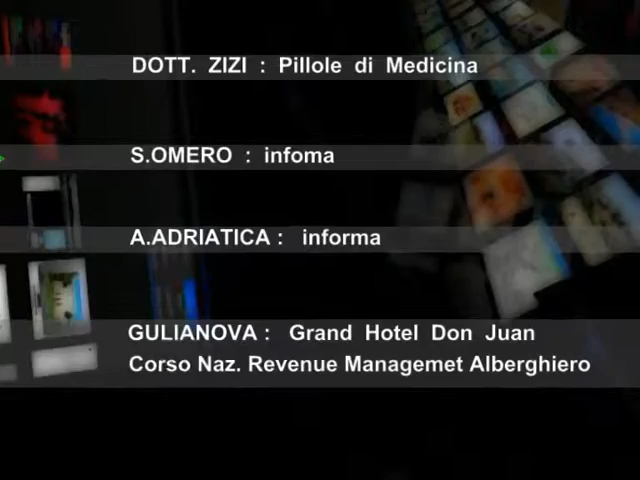 DOTT. ZIZI : Pillole di Medicina
S.OMERO : infoma
A.ADRIATICA : informa
GULIANOVA : Grand Hotel Don Juan
Corso Naz. Revenue Managemet Alberghiero